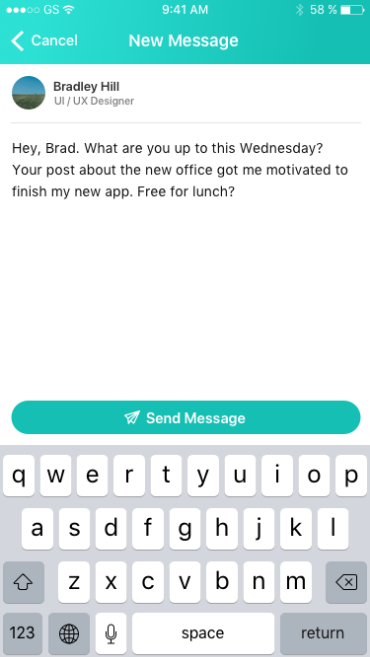 GS 9:41 AM 58 %
Cancel New Message
Bradley Hill
UI / UX Designer
Hey, Brad. What are you up to this Wednesday?
Your post about the new office got me motivated to
finish my new app. Free for lunch?
Send Message
q w e r t y u i o p
a s d f g h j k l
z x c v b n m
123 space return